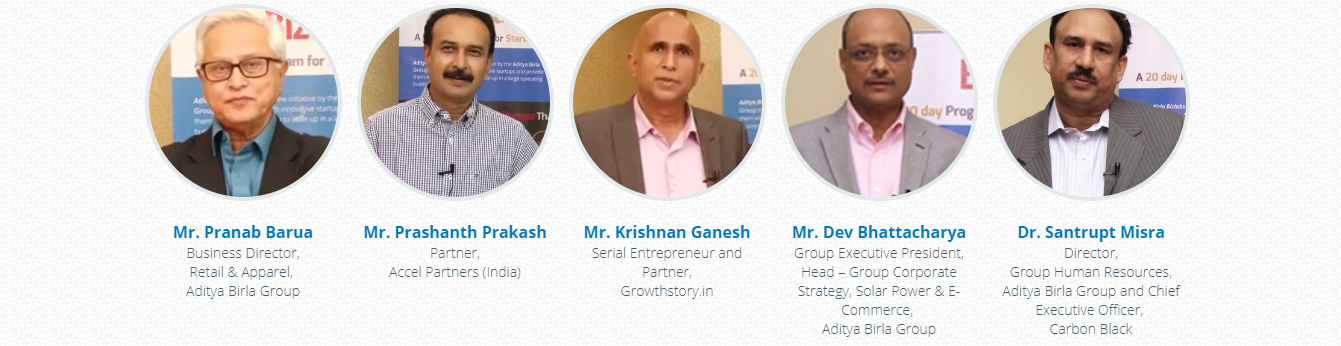 Mr. Pranab Barua
Business Director,
Retail & Apparel,
Aditya Birla Group
Mr. Prashanth Prakash
Partner,
Accel Partners (India)
Mr. Krishnan Ganesh
Serial Entrepreneur and
Partner,
Growthstory.in
Mr. Dev Bhattacharya
Group Executive President,
Head – Group Corporate
Strategy, Solar Power & E-
Commerce,
Aditya Birla Group
Dr. Santrupt Misra
Director,
Group Human Resources,
Aditya Birla Group and Chief
Executive Officer,
Carbon Black